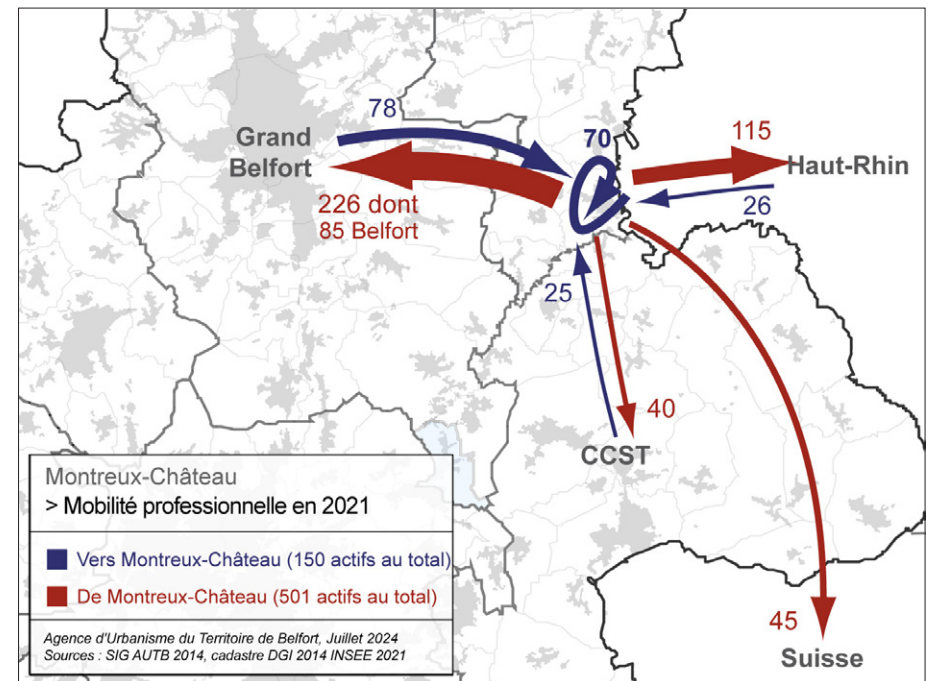 78
Grand
Belfort
70
115
Haut-Rhin
226 dont
85 Belfort
26
25
40
CCST
45
Suisse
Montreux-Château
> Mobilité professionnelle en 2021
Vers Montreux-Château (150 actifs au total)
De Montreux-Château (501 actifs au total)
Agence d'Urbanisme du Territoire de Belfort, Juillet 2024
Sources : SIG AUTB 2014, cadastre DGI 2014 INSEE 2021